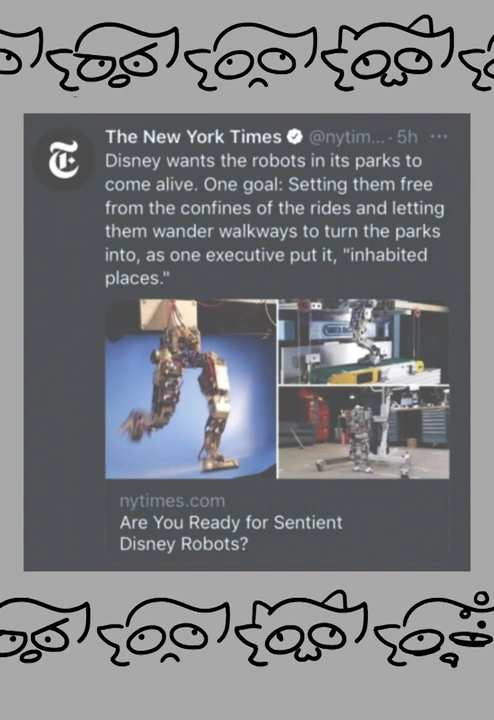 The New York Times @nytim... · 5h ...
Disney wants the robots in its parks to
come alive. One goal: Setting them free
from the confines of the rides and letting
them wander walkways to turn the parks
into, as one executive put it, "inhabited
places."
nytimes.com
Are You Ready for Sentient
Disney Robots?